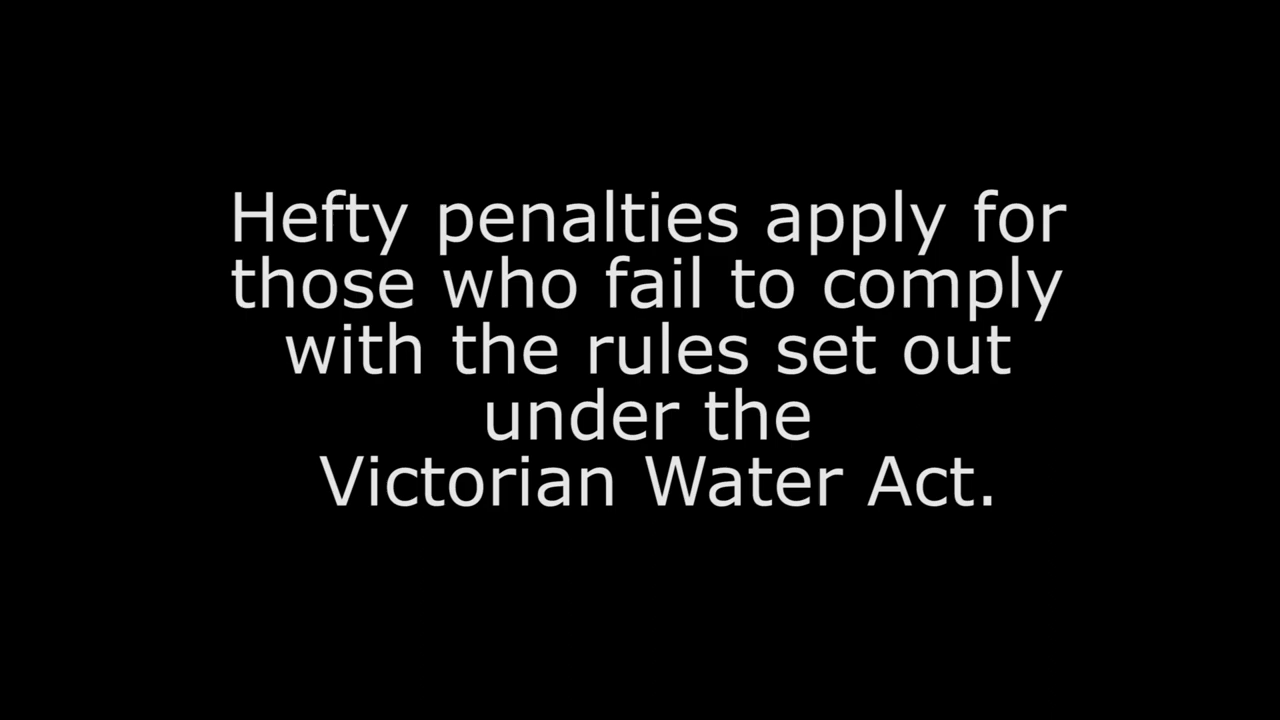 Hefty penalties apply for
those who fail to comply
with the rules set out
under the
Victorian Water Act.